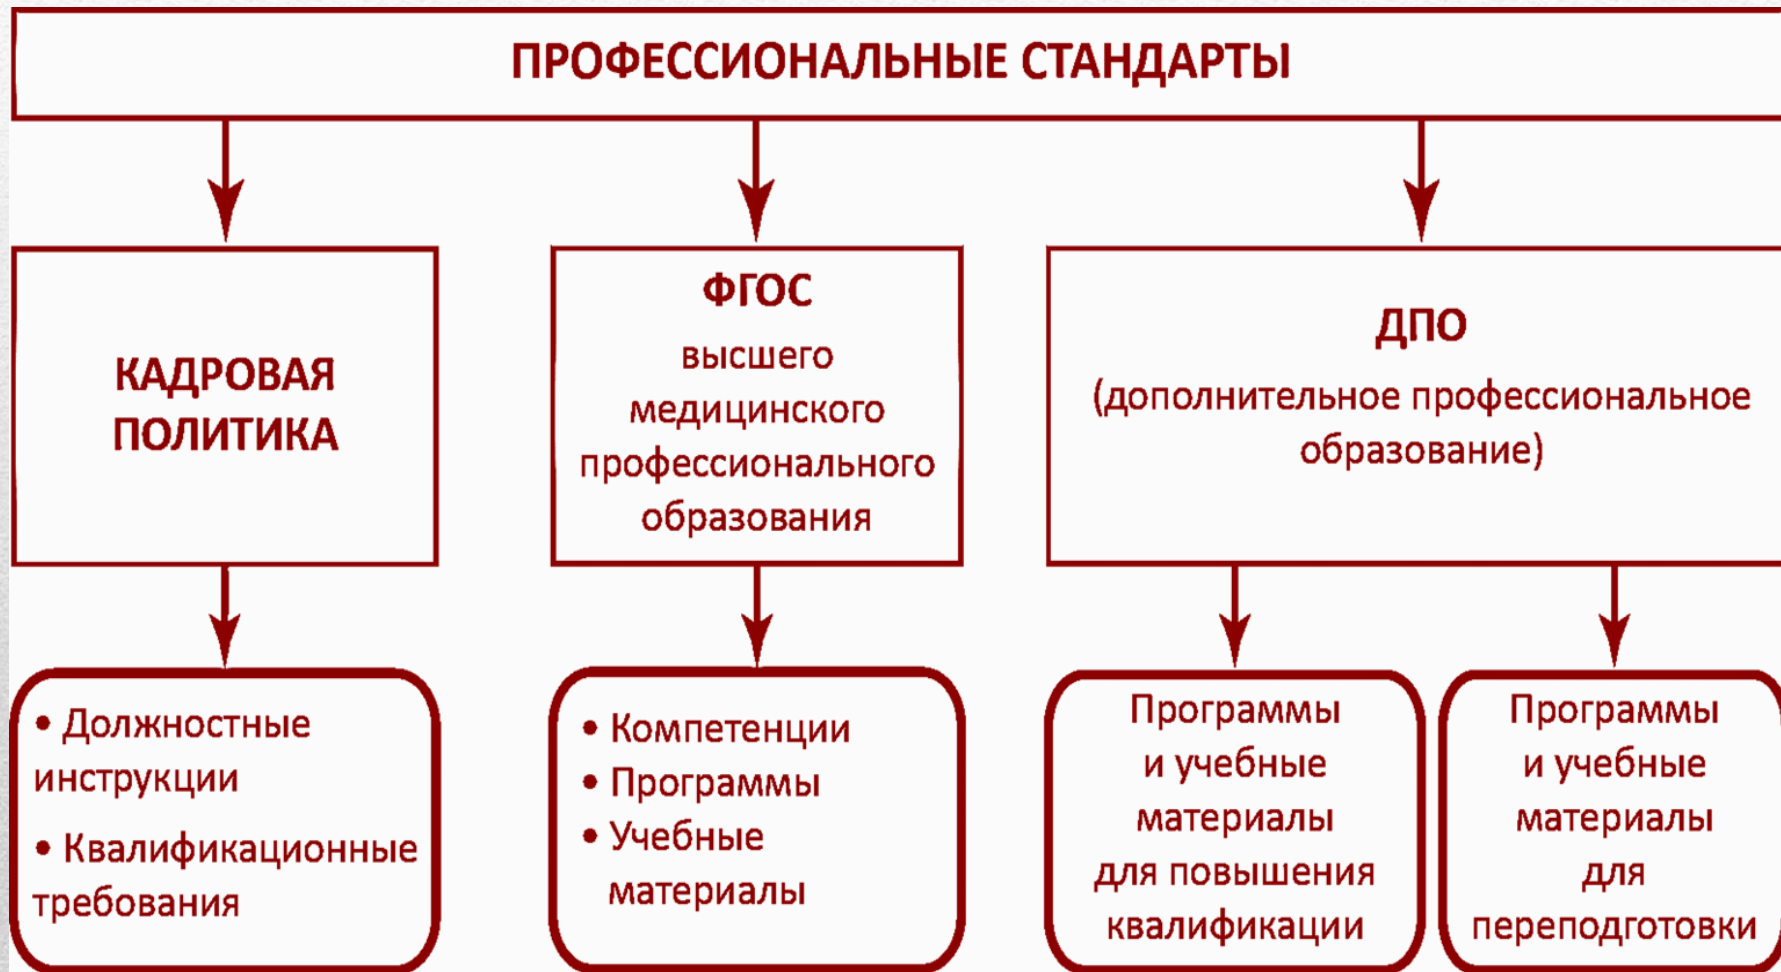 ПРОФЕССИОНАЛЬНЫЕ СТАНДАРТЫ
КАДРОВАЯ
ПОЛИТИКА
ФГОС
высшего
медицинского
профессионального
образования
ДПО
(дополнительное профессиональное
образование)
• Должностные
инструкции
• Квалификационные
требования
• Компетенции
• Программы
• Учебные
материалы
Программы
и учебные
материалы
для повышения
квалификации
Программы
и учебные
материалы
для
переподготовки